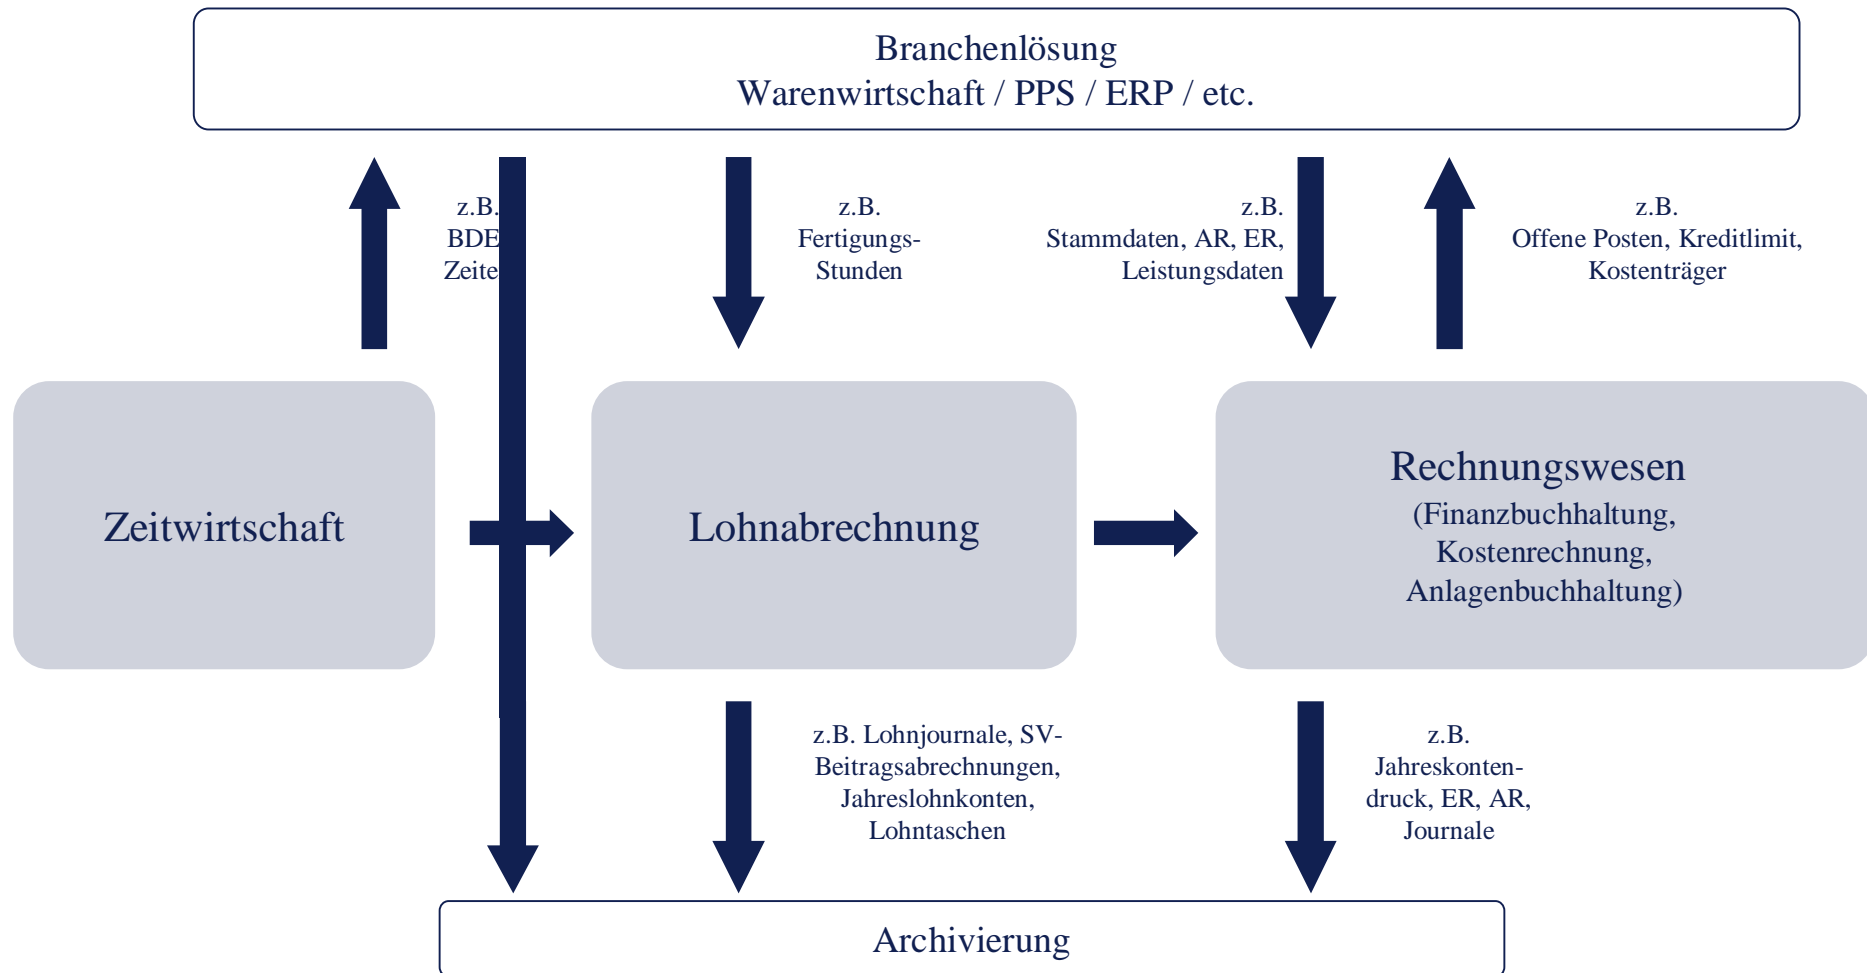 Branchenlösung
Warenwirtschaft / PPS / ERP / etc.
z.B.
BDE
Zeite
z.B.
Fertigungs-
Stunden
z.B.
Stammdaten, AR, ER,
Leistungsdaten
z.B.
Offene Posten, Kreditlimit,
Kostenträger
Zeitwirtschaft
Lohnabrechnung
Rechnungswesen
(Finanzbuchhaltung,
Kostenrechnung,
Anlagenbuchhaltung)
z.B. Lohnjournale, SV-
Beitragsabrechnungen,
Jahreslohnkonten,
Lohntaschen
z.B.
Jahreskonten-
druck, ER, AR,
Journale
Archivierung